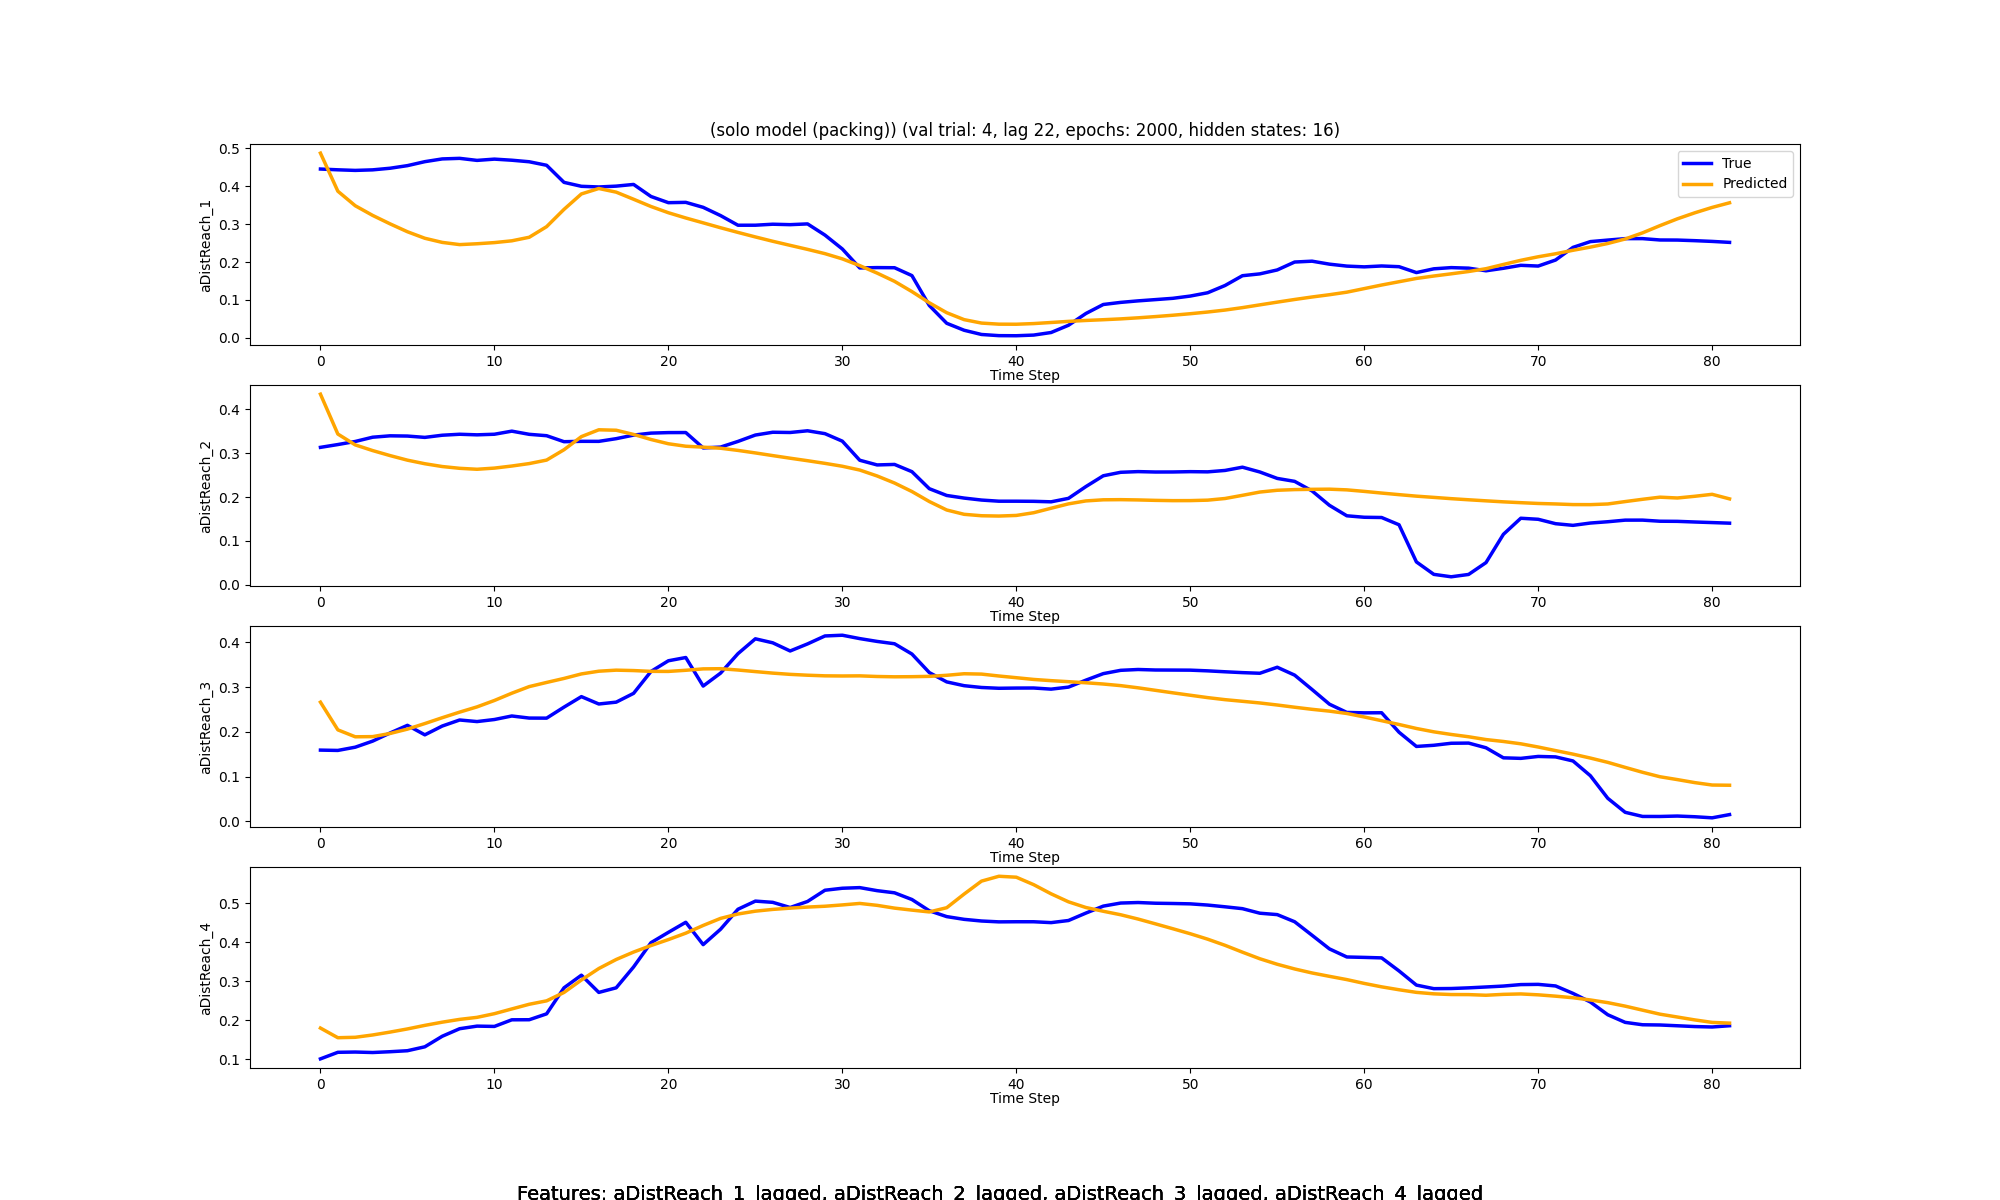 (solo model (packing)) (val trial: 4, lag 22, epochs: 2000, hidden states: 16)
True
Predicted
aDistReach_1
0.5
0.4
0.3
0.2
0.1
0.0
0 10 20 30 40 50 60 70 80
Time Step
aDistReach_2
0.4
0.3
0.2
0.1
0.0
0 10 20 30 40 50 60 70 80
Time Step
aDistReach_3
0.4
0.3
0.2
0.1
0.0
0 10 20 30 40 50 60 70 80
Time Step
aDistReach_4
0.5
0.4
0.3
0.2
0.1
0 10 20 30 40 50 60 70 80
Time Step
Features: aDistReach_1_lagged, aDistReach_2_lagged, aDistReach_3_lagged, aDistReach_4_lagged